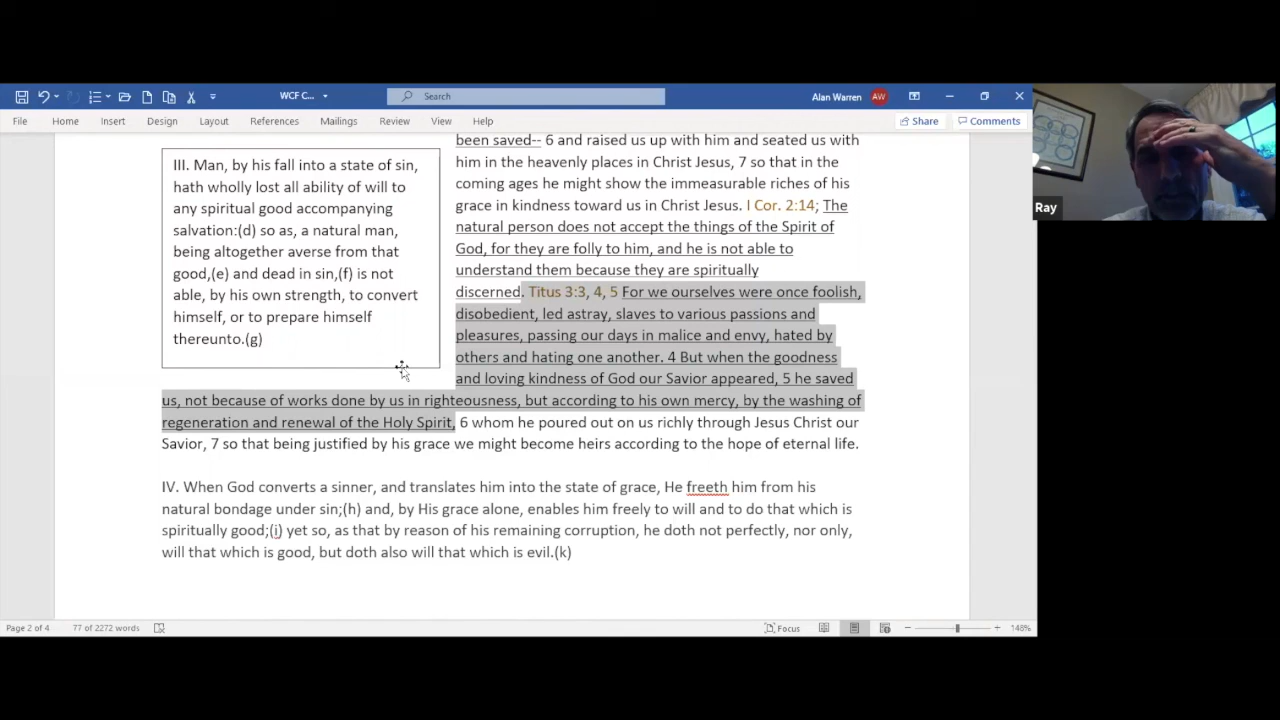 WCF C...
Search
Alan Warren
AW
File
Home
Insert
Design
Layout
References
Mailings
Review
View
Help
Share
Comments
III. Man, by his fall into a state of sin,
hath wholly lost all ability of will to
any spiritual good accompanying
salvation:(d) so as, a natural man,
being altogether averse from that
good,(e) and dead in sin,(f) is not
able, by his own strength, to convert
himself, or to prepare himself
thereunto.(g)
been saved-- 6 and raised us up with him and seated us with
him in the heavenly places in Christ Jesus, 7 so that in the
coming ages he might show the immeasurable riches of his
grace in kindness toward us in Christ Jesus. I Cor. 2:14; The
natural person does not accept the things of the Spirit of
God, for they are folly to him, and he is not able to
understand them because they are spiritually
discerned. Titus 3:3, 4, 5 For we ourselves were once foolish,
disobedient, led astray, slaves to various passions and
pleasures, passing our days in malice and envy, hated by
others and hating one another. 4 But when the goodness
and loving kindness of God our Savior appeared, 5 he saved
us, not because of works done by us in righteousness, but according to his own mercy, by the washing of
regeneration and renewal of the Holy Spirit, 6 whom he poured out on us richly through Jesus Christ our
Savior, 7 so that being justified by his grace we might become heirs according to the hope of eternal life.
IV. When God converts a sinner, and translates him into the state of grace, He freeth him from his
natural bondage under sin;(h) and, by His grace alone, enables him freely to will and to do that which is
spiritually good;(i) yet so, as that by reason of his remaining corruption, he doth not perfectly, nor only,
will that which is good, but doth also will that which is evil.(k)
Page 2 of 4
77 of 2272 words
Focus
148%
Ray